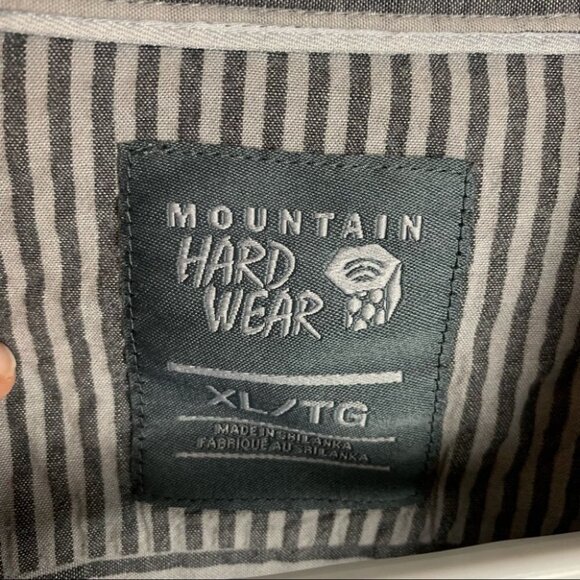 MOUNTAIN
HARD
WEAR
XL/TG
MADE IN SRI LANKA
FABRIQUE AU SRI LANKA